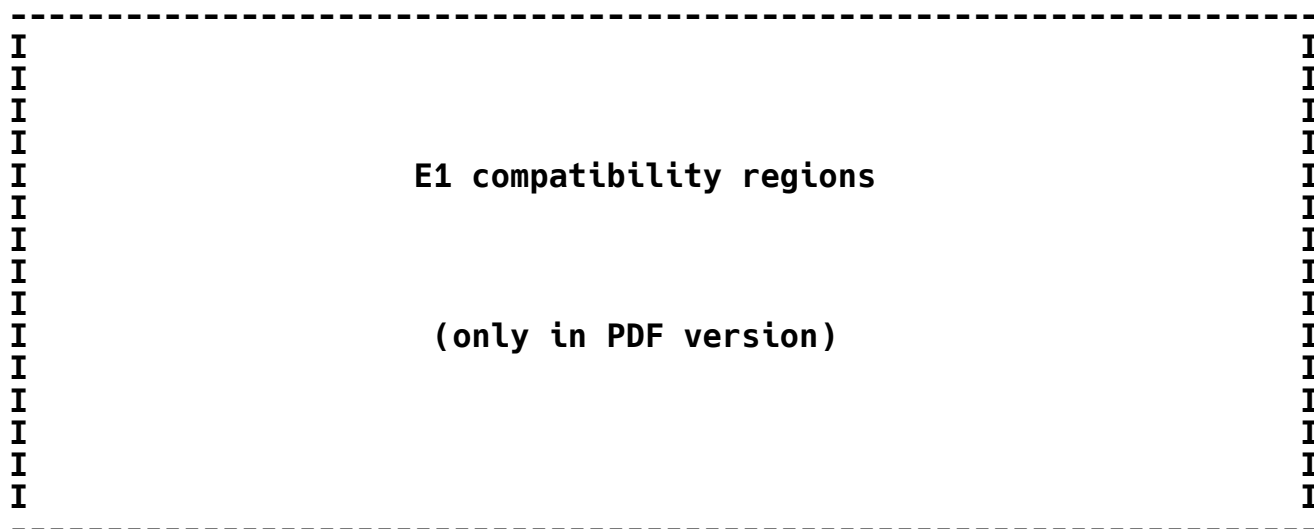 --------------------------------------------------------------------
I                                                                  I
I                                                                  I
I                                                                  I
I                                                                  I
I                    E1 compatibility regions                      I
I                                                                  I
I                                                                  I
I                                                                  I
I                                                                  I
I                     (only in PDF version)                        I
I                                                                  I
I                                                                  I
I                                                                  I
I                                                                  I
I                                                                  I
--------------------------------------------------------------------